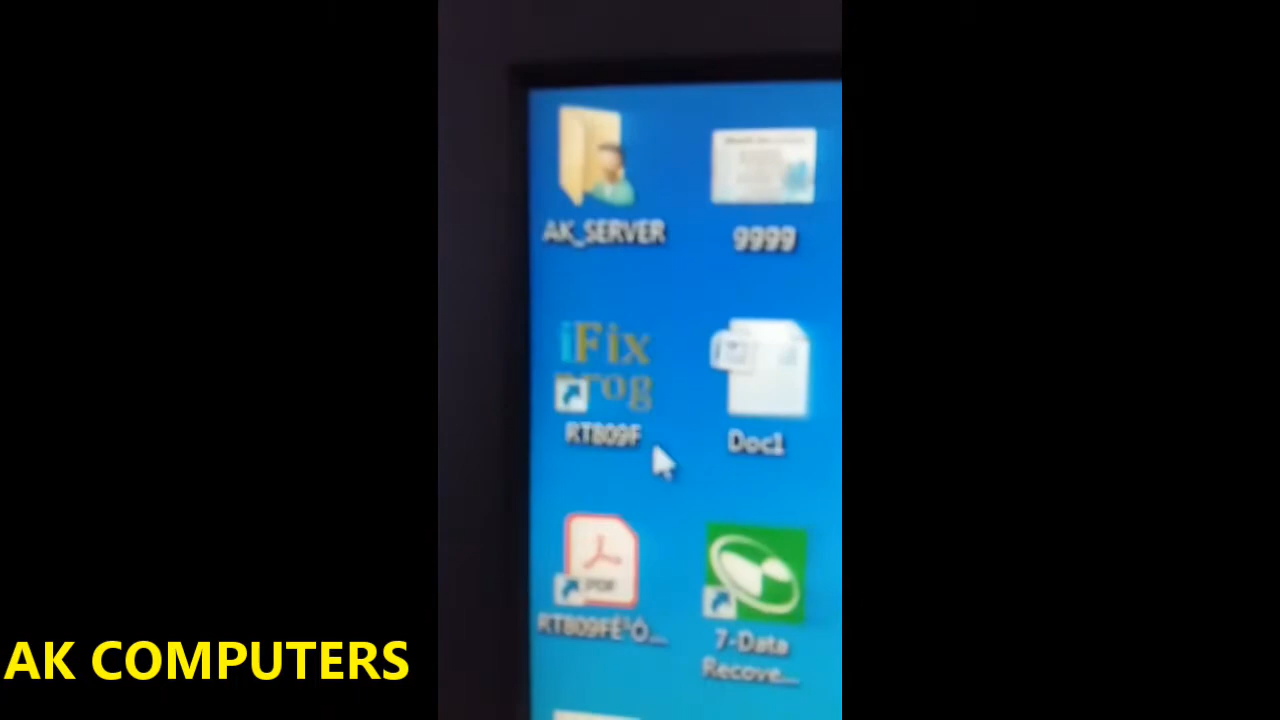 AK_SERVER
9999
iFix
prog
RT809F
Doc1
PDF
7-Data
Recove...
AK COMPUTERS